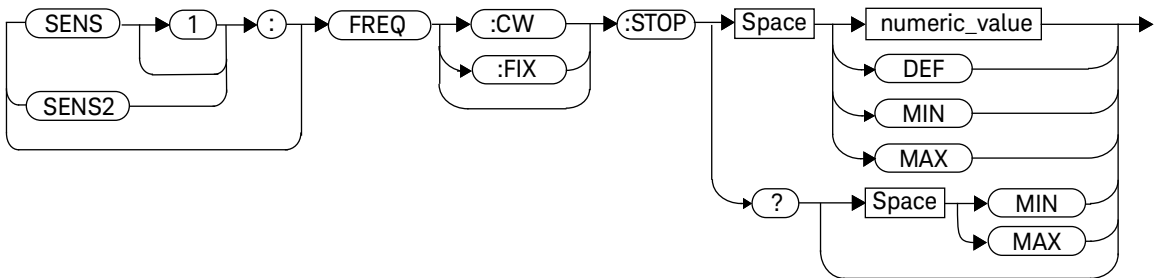 SENS 1 : FREQ :CW :STOP Space numeric_value
:FIX DEF
SENS2 MIN
MAX
? Space MIN
MAX